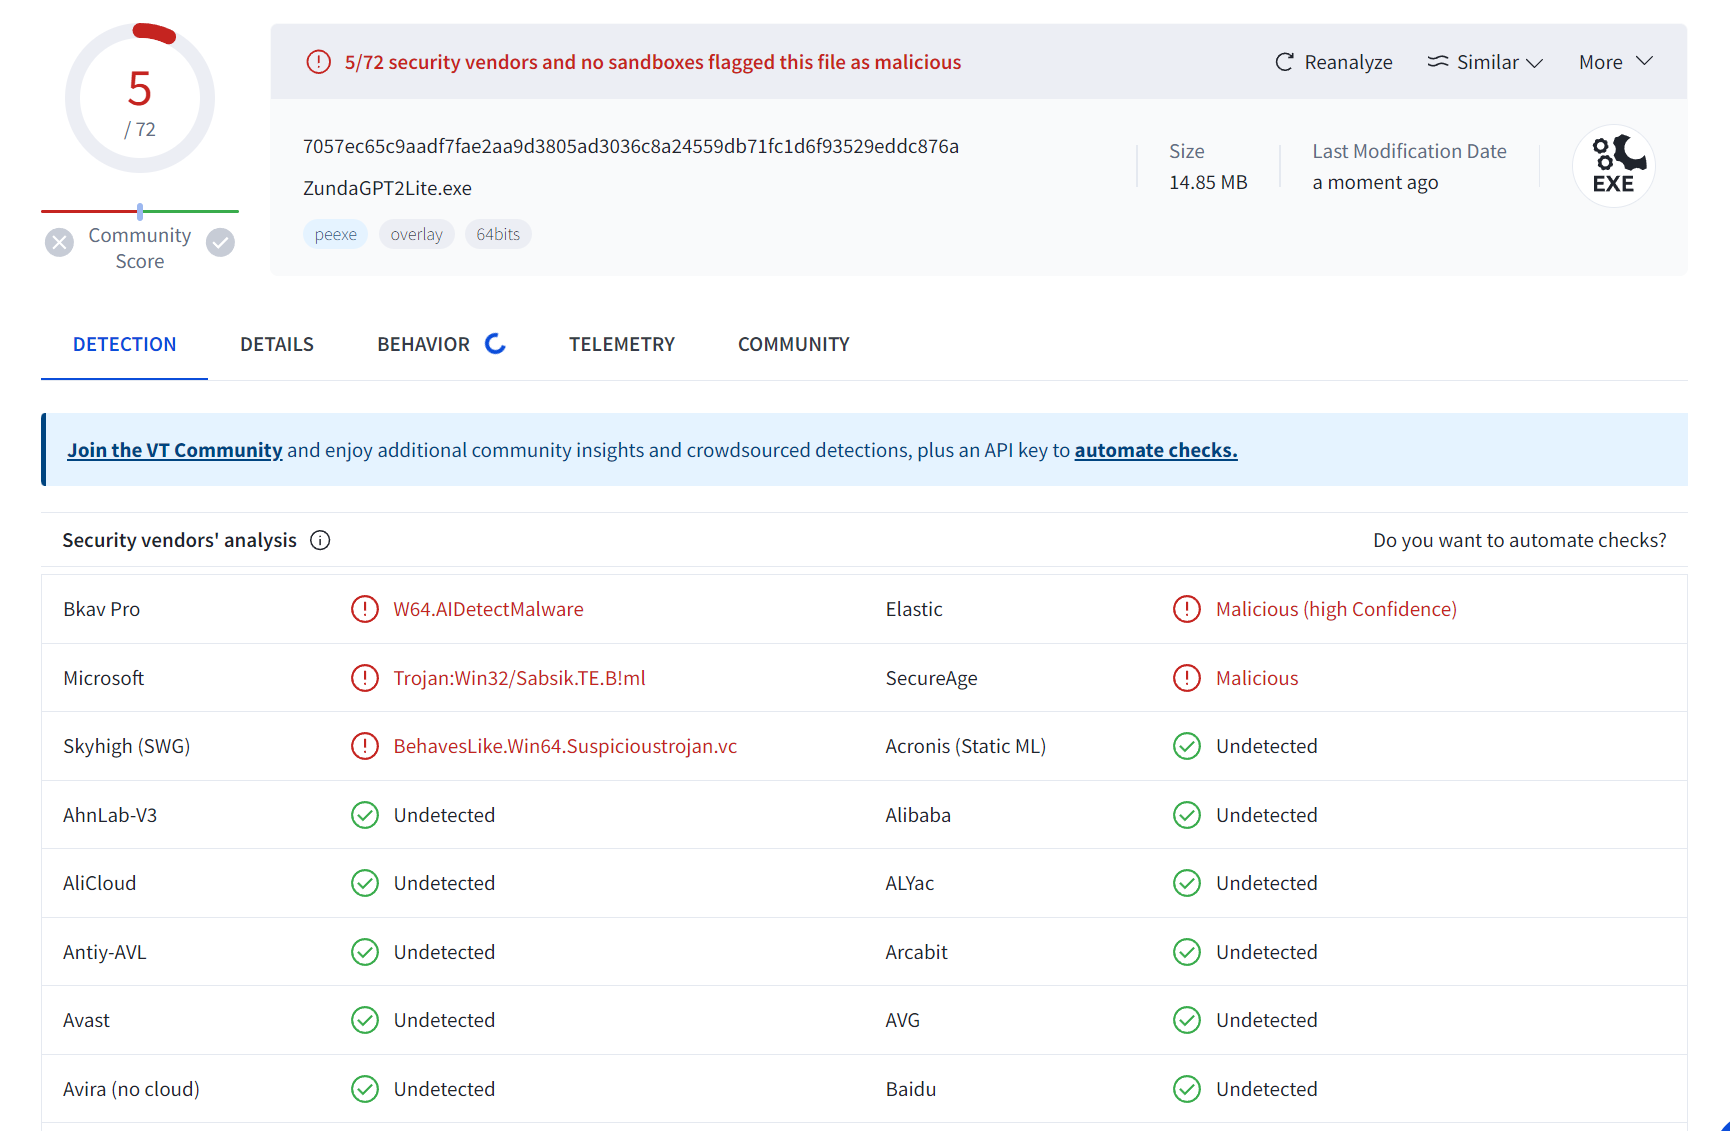 5
/ 72
Community
Score
5/72 security vendors and no sandboxes flagged this file as malicious
Reanalyze
Similar
More
7057ec65c9aadf7fae2aa9d3805ad3036c8a24559db71fc1d6f93529eddc876a
ZundaGPT2Lite.exe
peexe
overlay
64bits
Size
14.85 MB
Last Modification Date
a moment ago
EXE
DETECTION
DETAILS
BEHAVIOR
TELEMETRY
COMMUNITY
Join the VT Community and enjoy additional community insights and crowdsourced detections, plus an API key to automate checks.
Security vendors' analysis
Do you want to automate checks?
Bkav Pro
W64.AIDetectMalware
Elastic
Malicious (high Confidence)
Microsoft
Trojan:Win32/Sabsik.TE.B!ml
SecureAge
Malicious
Skyhigh (SWG)
BehavesLike.Win64.Suspicioustrojan.vc
Acronis (Static ML)
Undetected
AhnLab-V3
Undetected
Alibaba
Undetected
AliCloud
Undetected
ALYac
Undetected
Antiy-AVL
Undetected
Arcabit
Undetected
Avast
Undetected
AVG
Undetected
Avira (no cloud)
Undetected
Baidu
Undetected